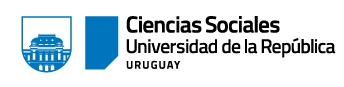 Ciencias Sociales
Universidad de la República
URUGUAY